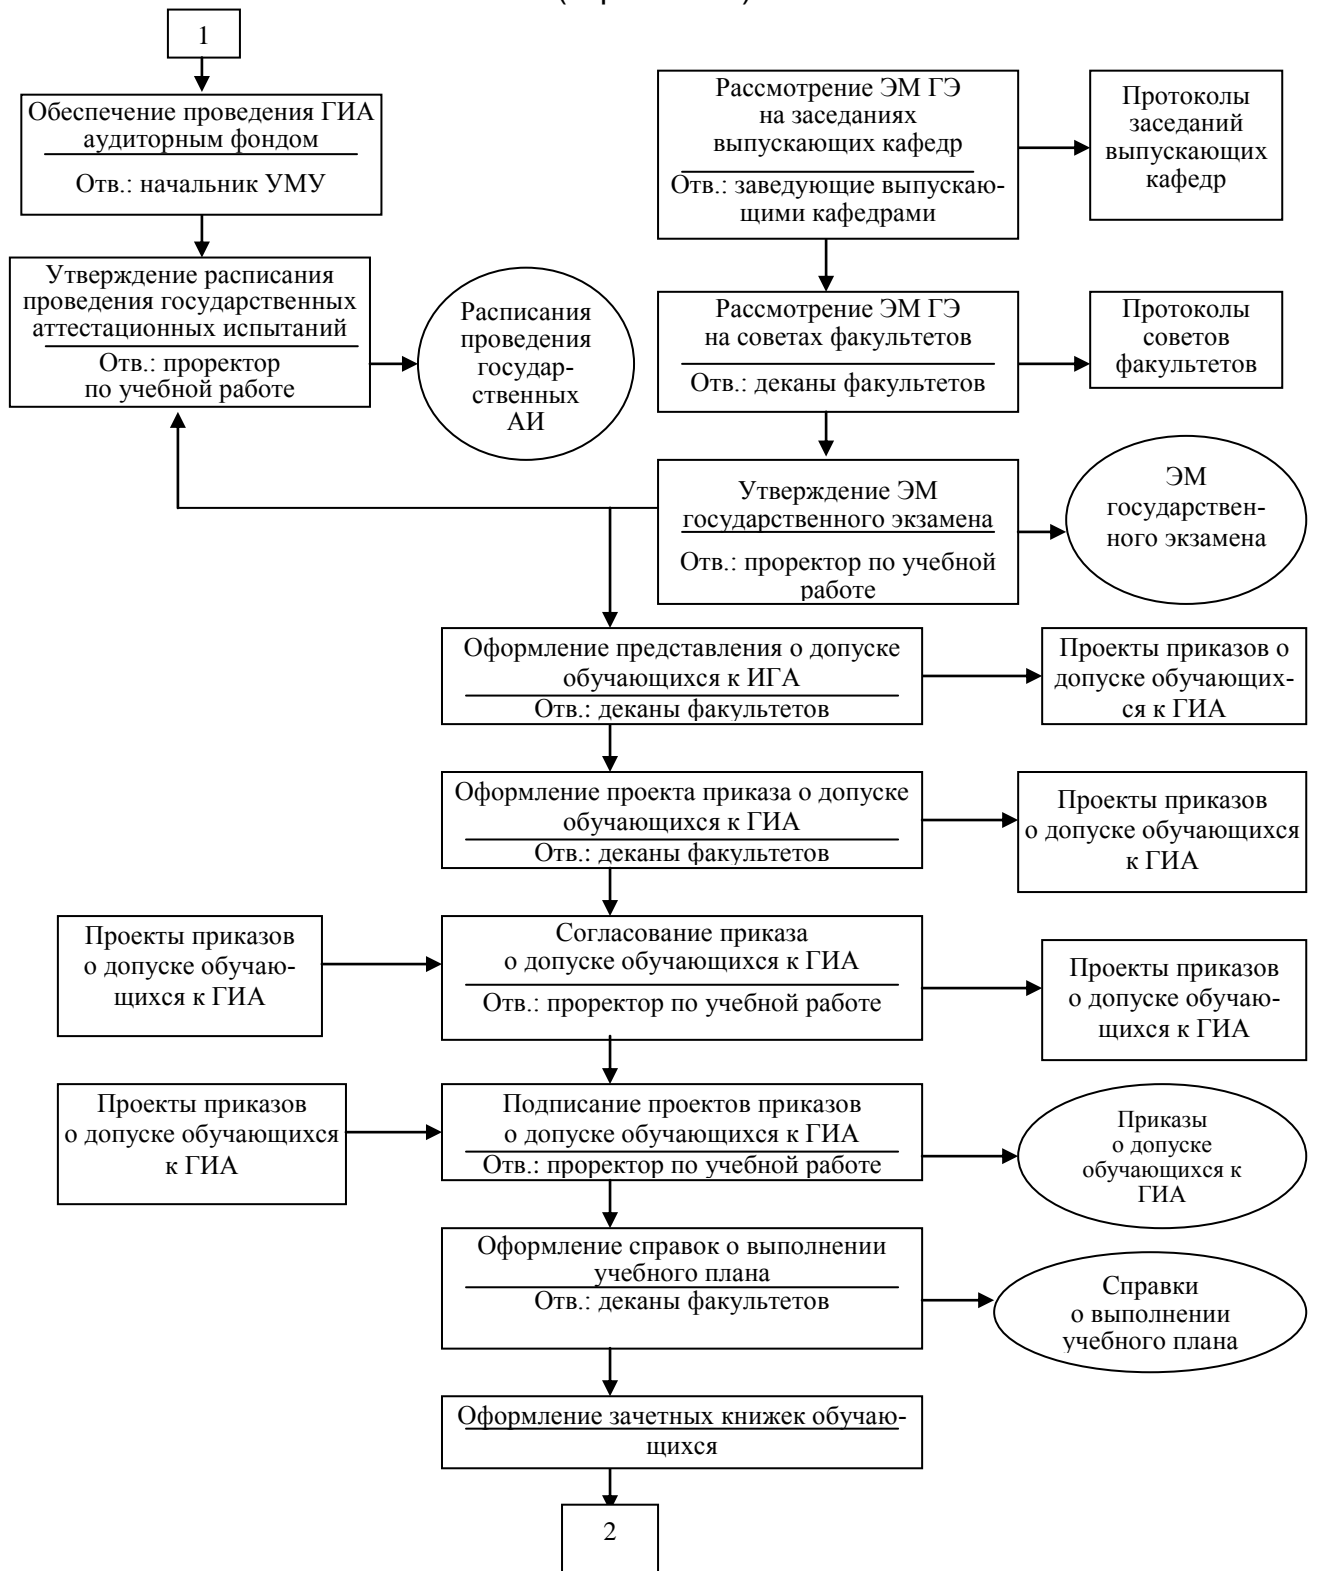 1
Обеспечение проведения ГИА
аудиторным фондом
Отв.: начальник УМУ
Рассмотрение ЭМ ГЭ
на заседаниях
выпускающих кафедр
Отв.: заведующие выпускаю-
щими кафедрами
Протоколы
заседаний
выпускающих
кафедр
Утверждение расписания
проведения государственных
аттестационных испытаний
Отв.: проректор
по учебной работе
Расписания
проведения
государ-
ственных
АИ
Рассмотрение ЭМ ГЭ
на советах факультетов
Отв.: деканы факультетов
Протоколы
советов
факультетов
Утверждение ЭМ
государственного экзамена
Отв.: проректор по учебной
работе
ЭМ
государствен-
ного экзамена
Оформление представления о допуске
обучающихся к ИГА
Отв.: деканы факультетов
Проекты приказов о
допуске обучающих-
ся к ГИА
Оформление проекта приказа о допуске
обучающихся к ГИА
Отв.: деканы факультетов
Проекты приказов
о допуске обучающихся
к ГИА
Проекты приказов
о допуске обучаю-
щихся к ГИА
Согласование приказа
о допуске обучающихся к ГИА
Отв.: проректор по учебной работе
Проекты приказов
о допуске обучаю-
щихся к ГИА
Проекты приказов
о допуске обучающихся
к ГИА
Подписание проектов приказов
о допуске обучающихся к ГИА
Отв.: проректор по учебной работе
Приказы
о допуске
обучающихся к
ГИА
Оформление справок о выполнении
учебного плана
Отв.: деканы факультетов
Справки
о выполнении
учебного плана
Оформление зачетных книжек обучаю-
щихся
2